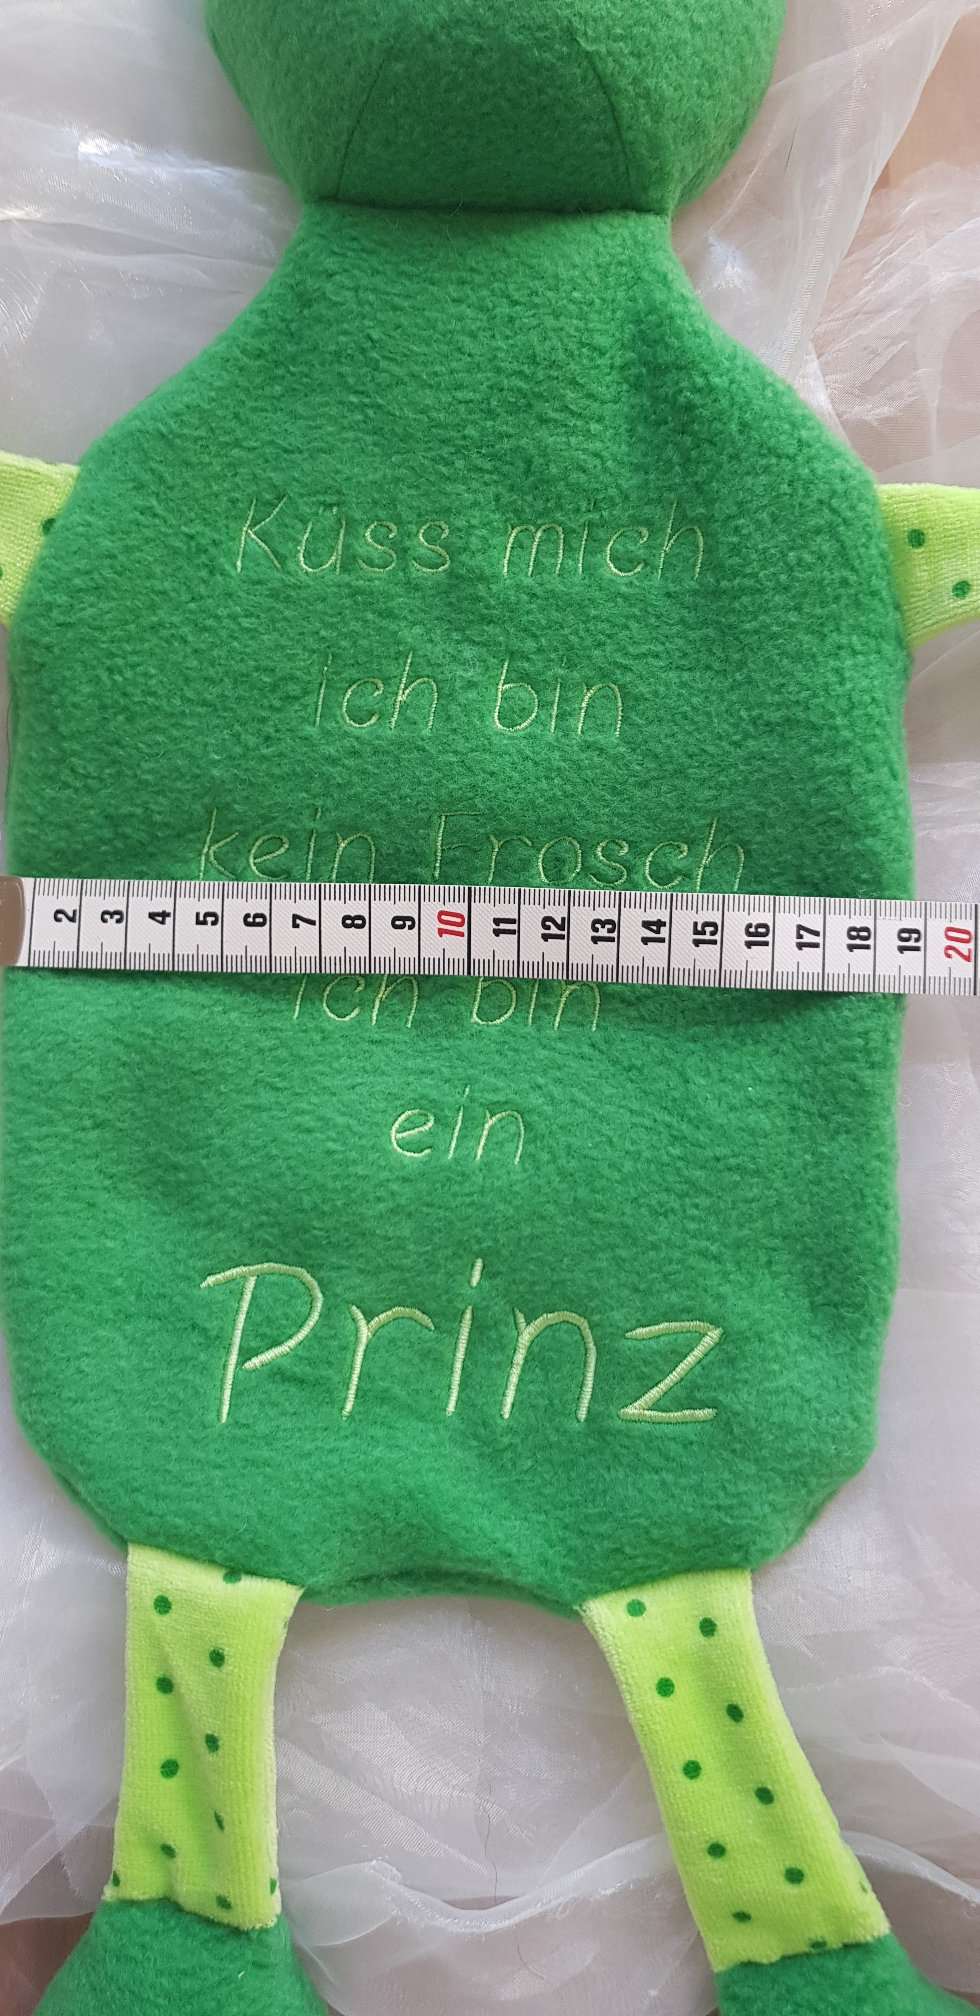 Küss mich
ich bin
kein Frosch
2 3 4 5 6 7 8 9 10 11 12 13 14 15 16 17 18 19 20
ich bin
ein
Prinz